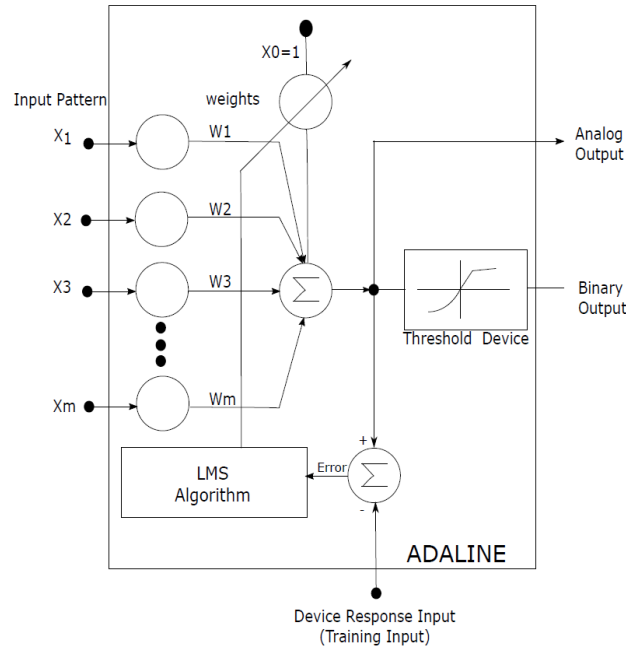 X0=1
Input Pattern
weights
X1
W1
Analog
Output
X2
W2
X3
W3
Σ
Binary
Output
Threshold Device
Xm
Wm
+
LMS
Algorithm
Error
Σ
-
ADALINE
Device Response Input
(Training Input)